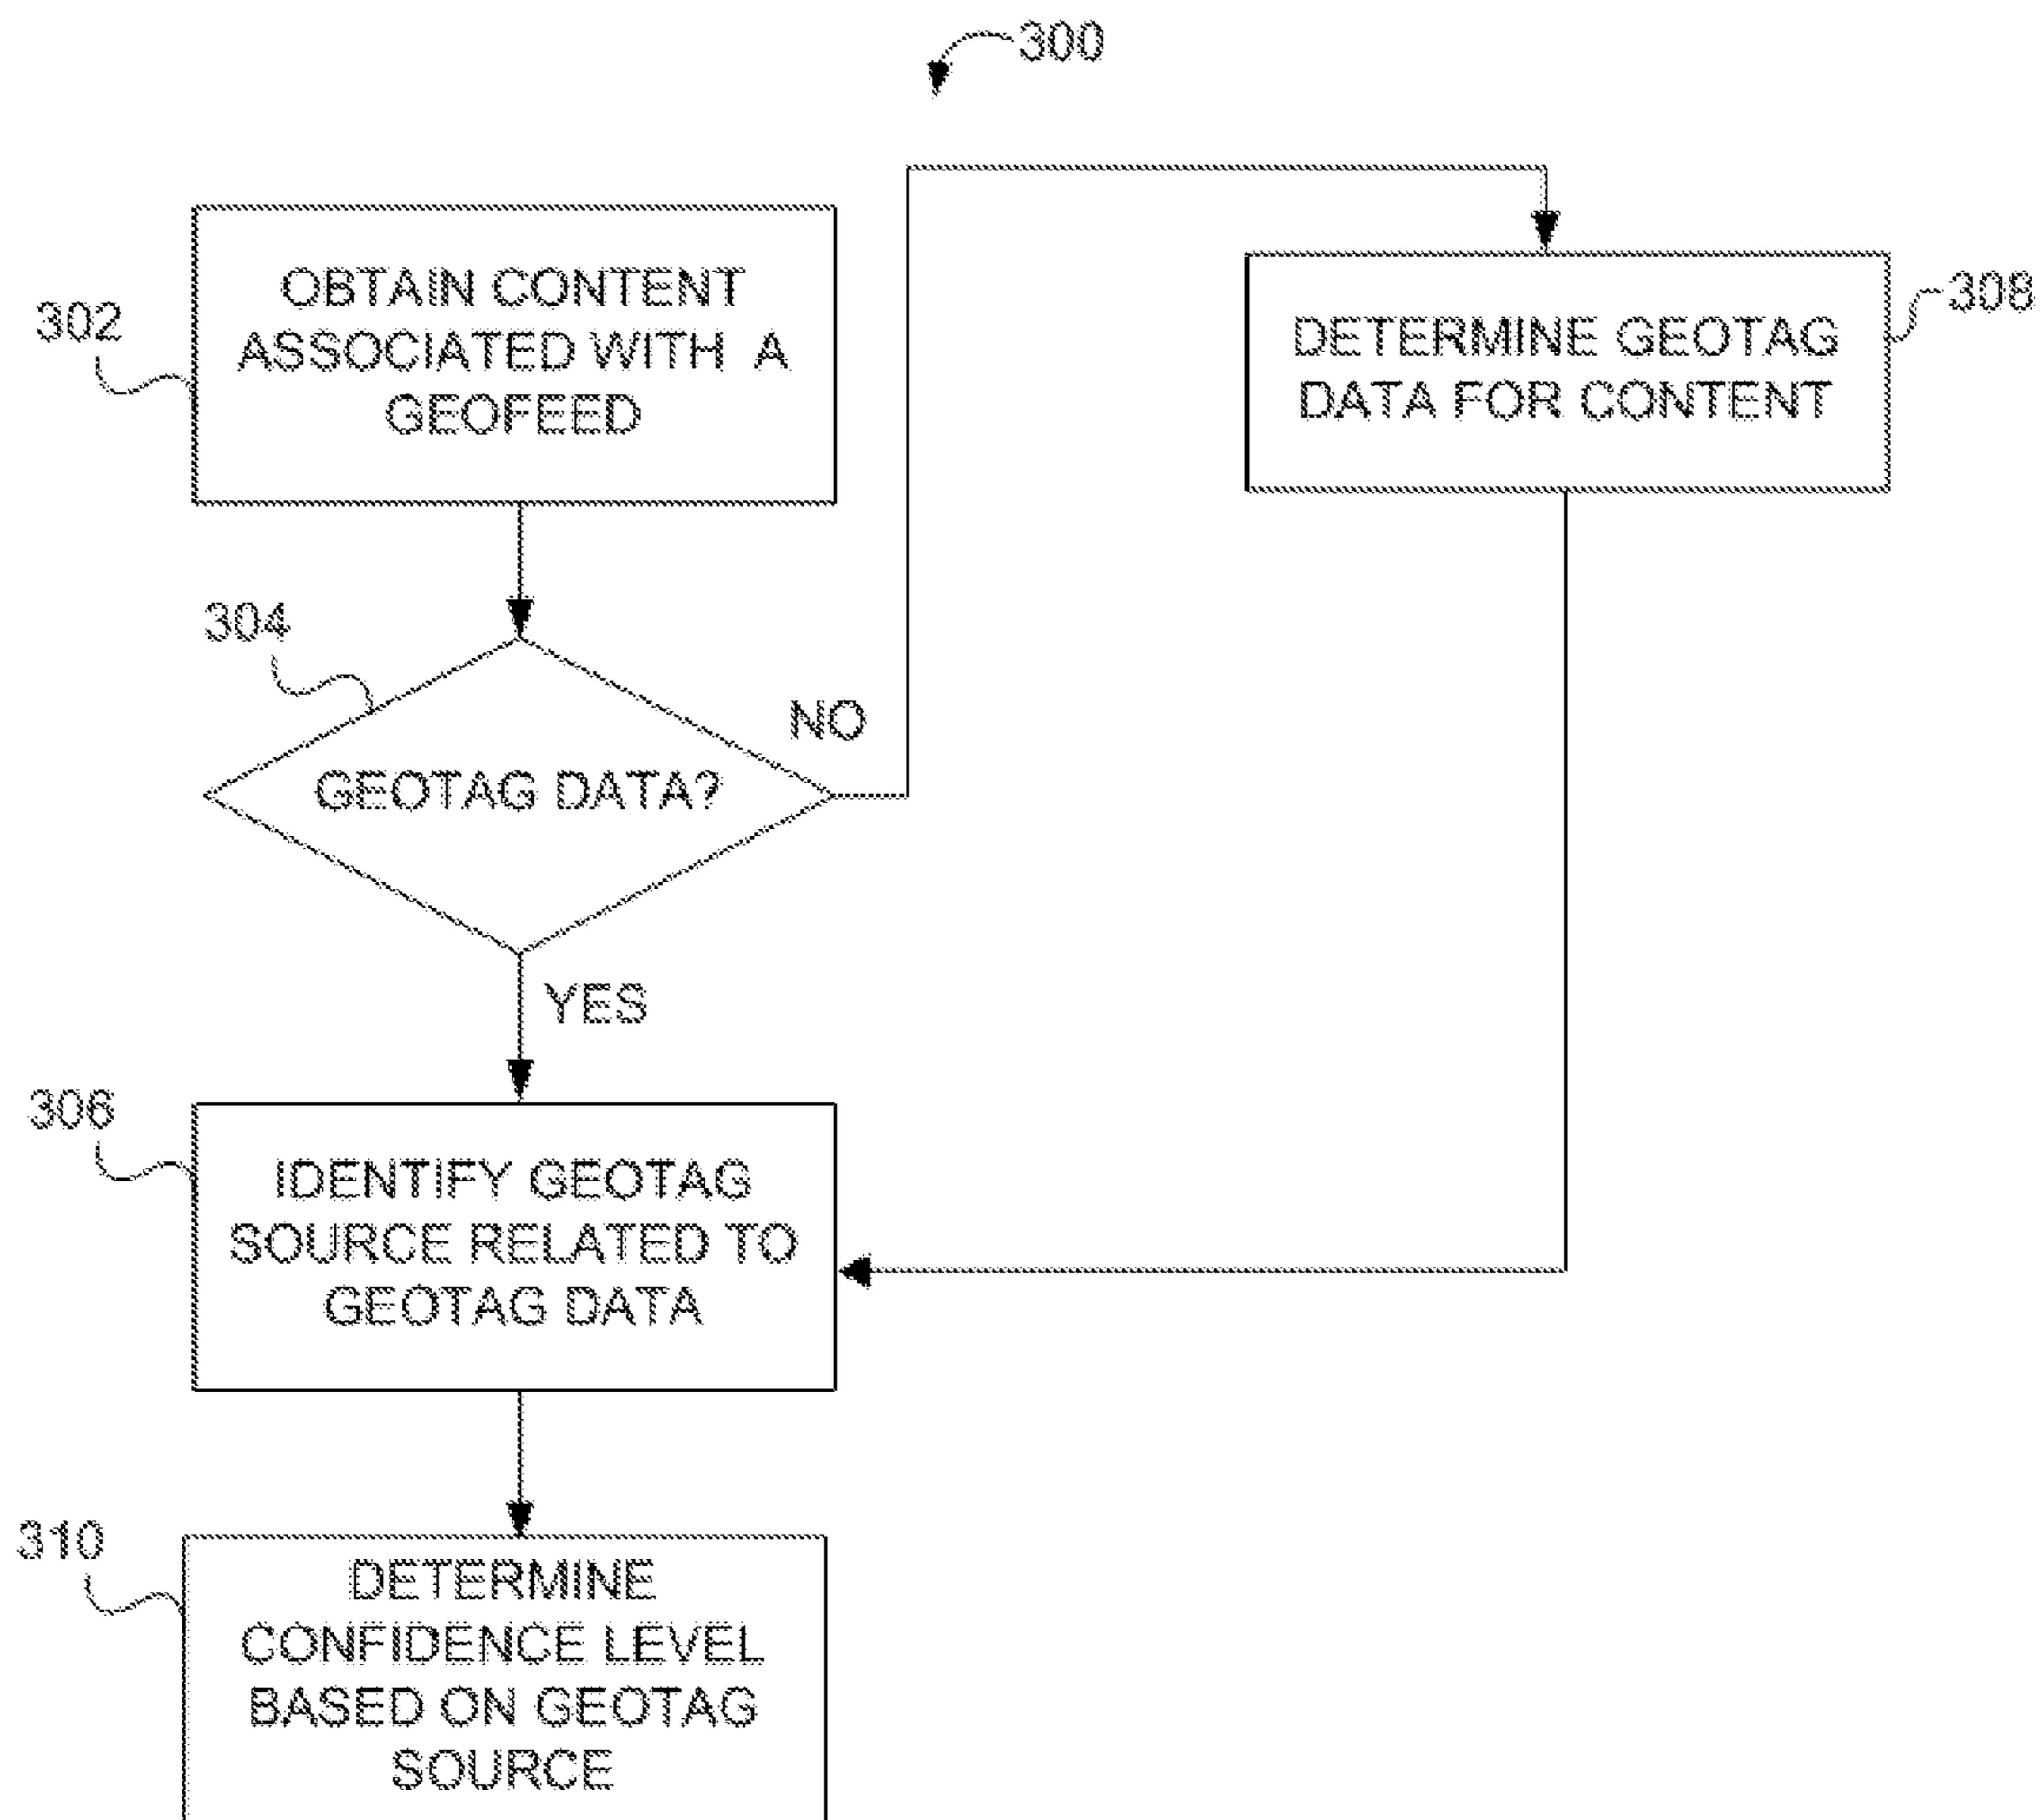 300
302
OBTAIN CONTENT
ASSOCIATED WITH A
GEOFEED
308
DETERMINE GEOTAG
DATA FOR CONTENT
304
NO
GEOTAG DATA?
YES
306
IDENTIFY GEOTAG
SOURCE RELATED TO
GEOTAG DATA
310
DETERMINE
CONFIDENCE LEVEL
BASED ON GEOTAG
SOURCE